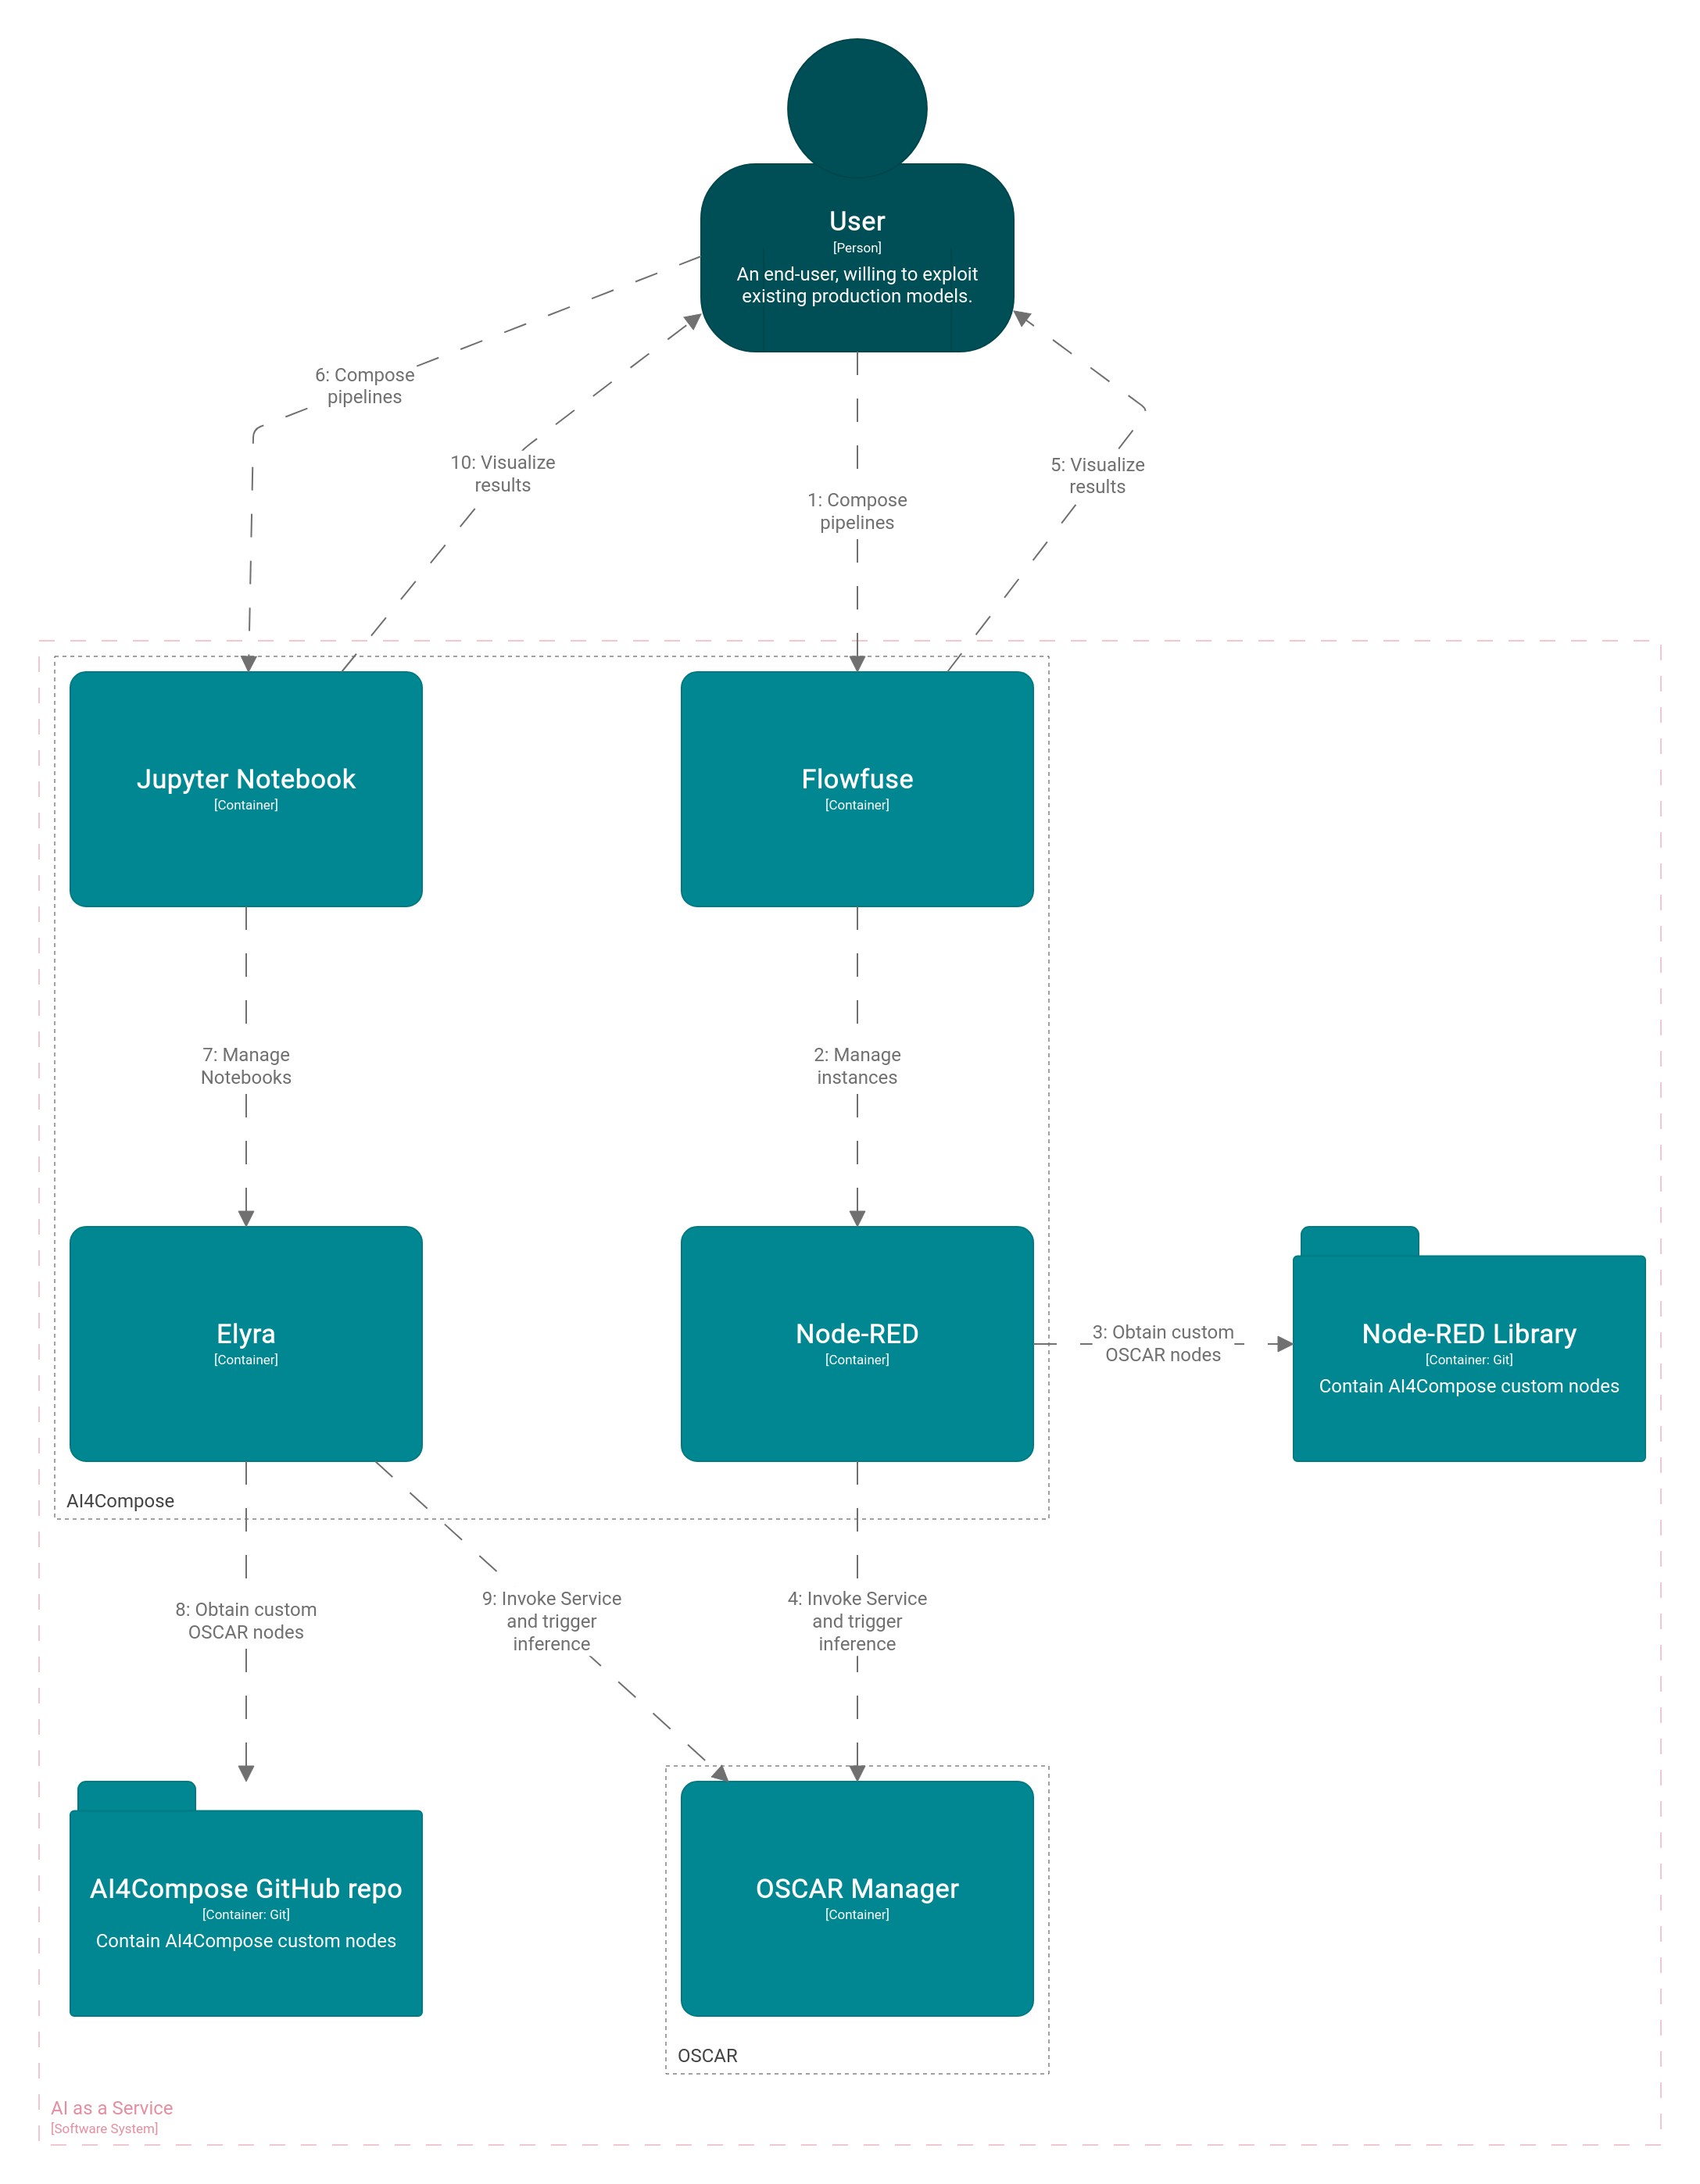 User
[Person]
An end-user, willing to exploit
existing production models.
6: Compose
pipelines
10: Visualize
results
1: Compose
pipelines
5: Visualize
results
Jupyter Notebook
[Container]
Flowfuse
[Container]
7: Manage
Notebooks
2: Manage
instances
Elyra
[Container]
Node-RED
[Container]
3: Obtain custom
OSCAR nodes
Node-RED Library
[Container: Git]
Contain AI4Compose custom nodes
AI4Compose
8: Obtain custom
OSCAR nodes
9: Invoke Service
and trigger
inference
4: Invoke Service
and trigger
inference
AI4Compose GitHub repo
[Container: Git]
Contain AI4Compose custom nodes
OSCAR Manager
[Container]
OSCAR
AI as a Service
[Software System]